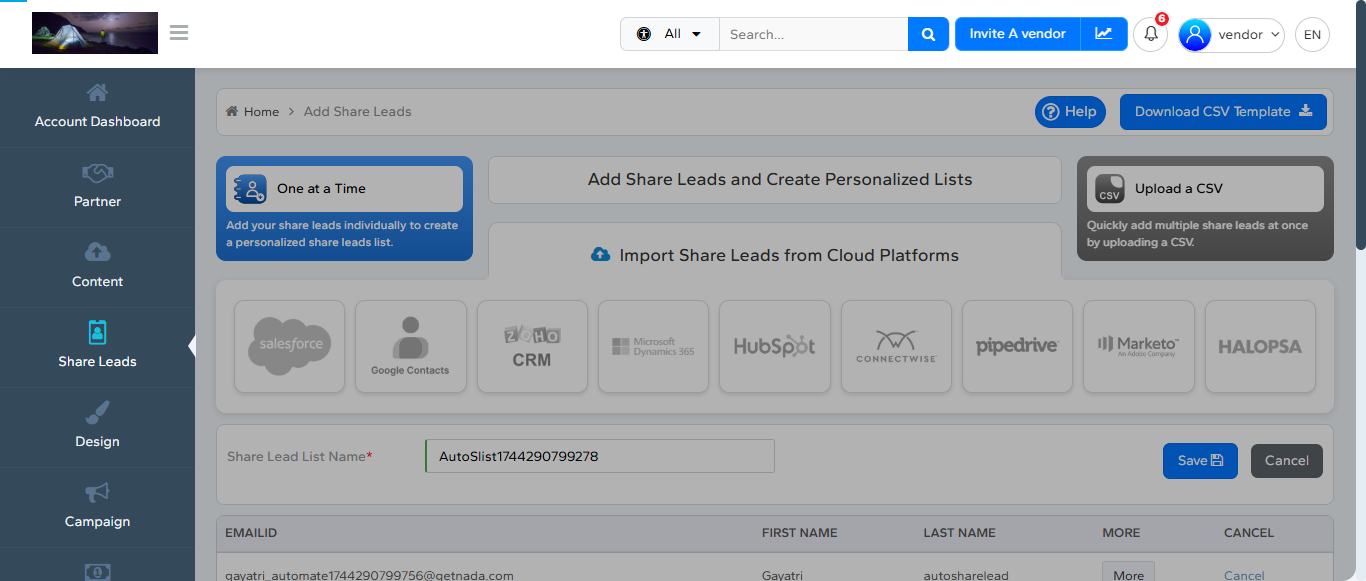 All
Search...
Invite A vendor
6
vendor
EN
Account Dashboard
Partner
Content
Share Leads
Design
Campaign
Home > Add Share Leads
Help
Download CSV Template
One at a Time
Add your share leads individually to create
a personalized share leads list.
Add Share Leads and Create Personalized Lists
CSV
Upload a CSV
Quickly add multiple share leads at once
by uploading a CSV.
Import Share Leads from Cloud Platforms
salesforce
Google Contacts
ZOHO
CRM
Microsoft
Dynamics 365
HubSpot
CONNECTWISE
pipedrive
Marketo™
An Adobe Company
HALOPSA
Share Lead List Name*
AutoSlist1744290799278
Save
Cancel
EMAILID FIRST NAME LAST NAME MORE CANCEL
gayatri_automate1744290799756@getnada.com Gayatri autosharelead More Cancel